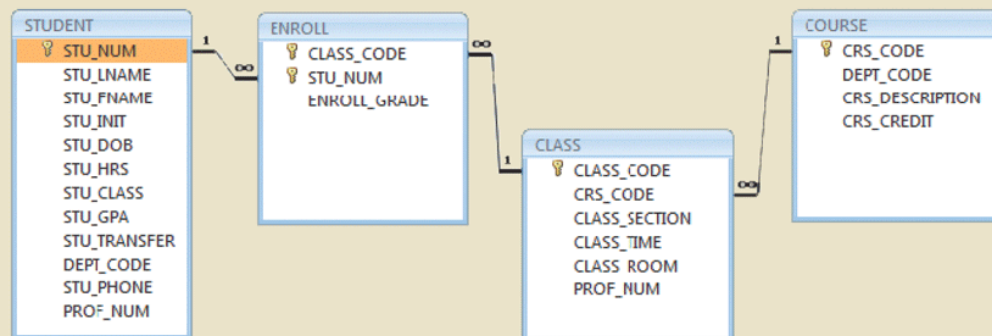 STUDENT
STU_NUM
STU_LNAME
STU_FNAME
STU_INIT
STU_DOB
STU_HRS
STU_CLASS
STU_GPA
STU_TRANSFER
DEPT_CODE
STU_PHONE
PROF_NUM
1
∞
ENROLL
CLASS_CODE
STU_NUM
ENROLL_GRADE
∞
1
CLASS
CLASS_CODE
CRS_CODE
CLASS_SECTION
CLASS_TIME
CLASS_ROOM
PROF_NUM
∞
1
COURSE
CRS_CODE
DEPT_CODE
CRS_DESCRIPTION
CRS_CREDIT